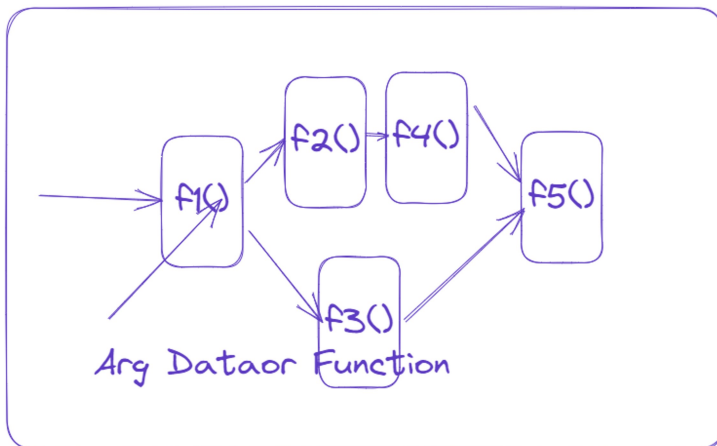 f2() f4()
f1() f5()
f3()
Arg Dataor Function